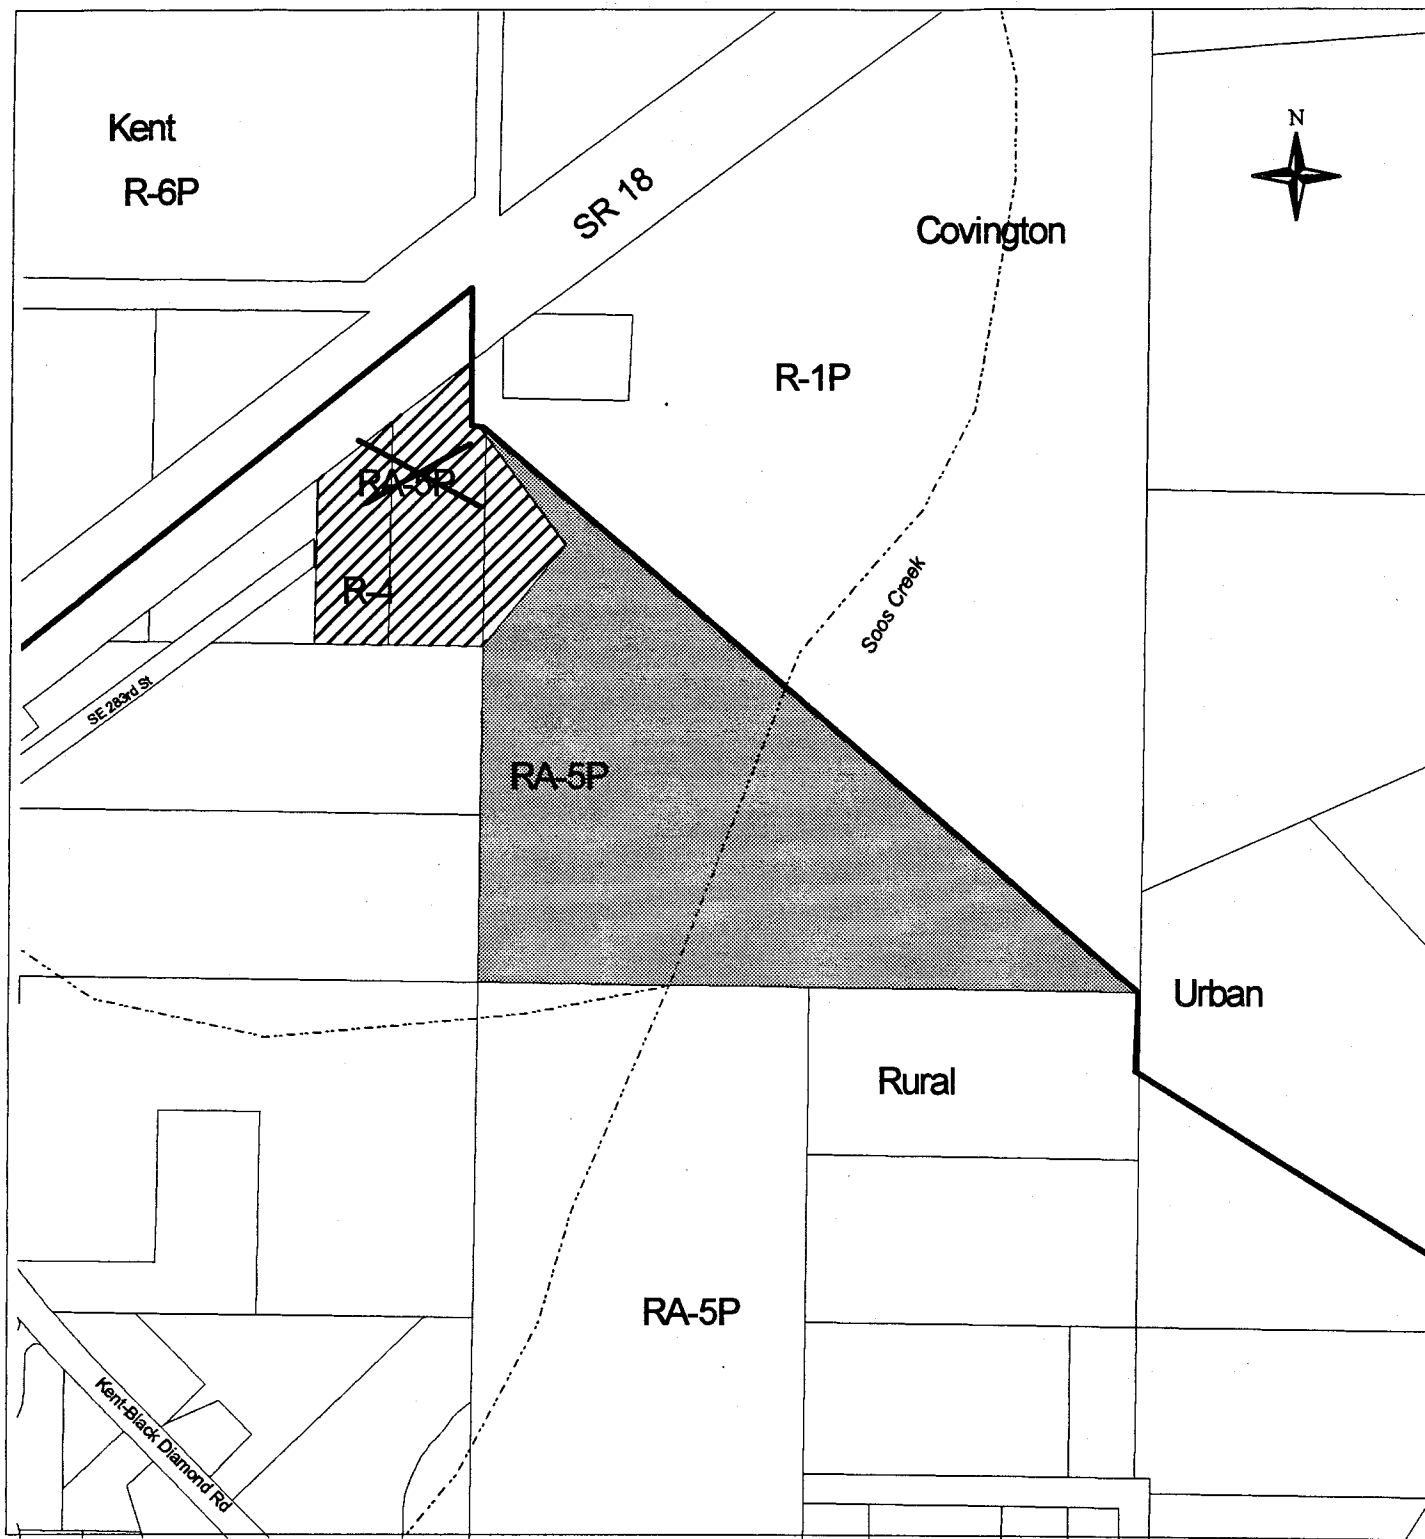 Kent
R-6P
SR 18
N
Covington
R-1P
RA-5P
R-4
Soos Creek
SE 283rd St
RA-5P
Urban
Rural
RA-5P
Kent-Black Diamond Rd